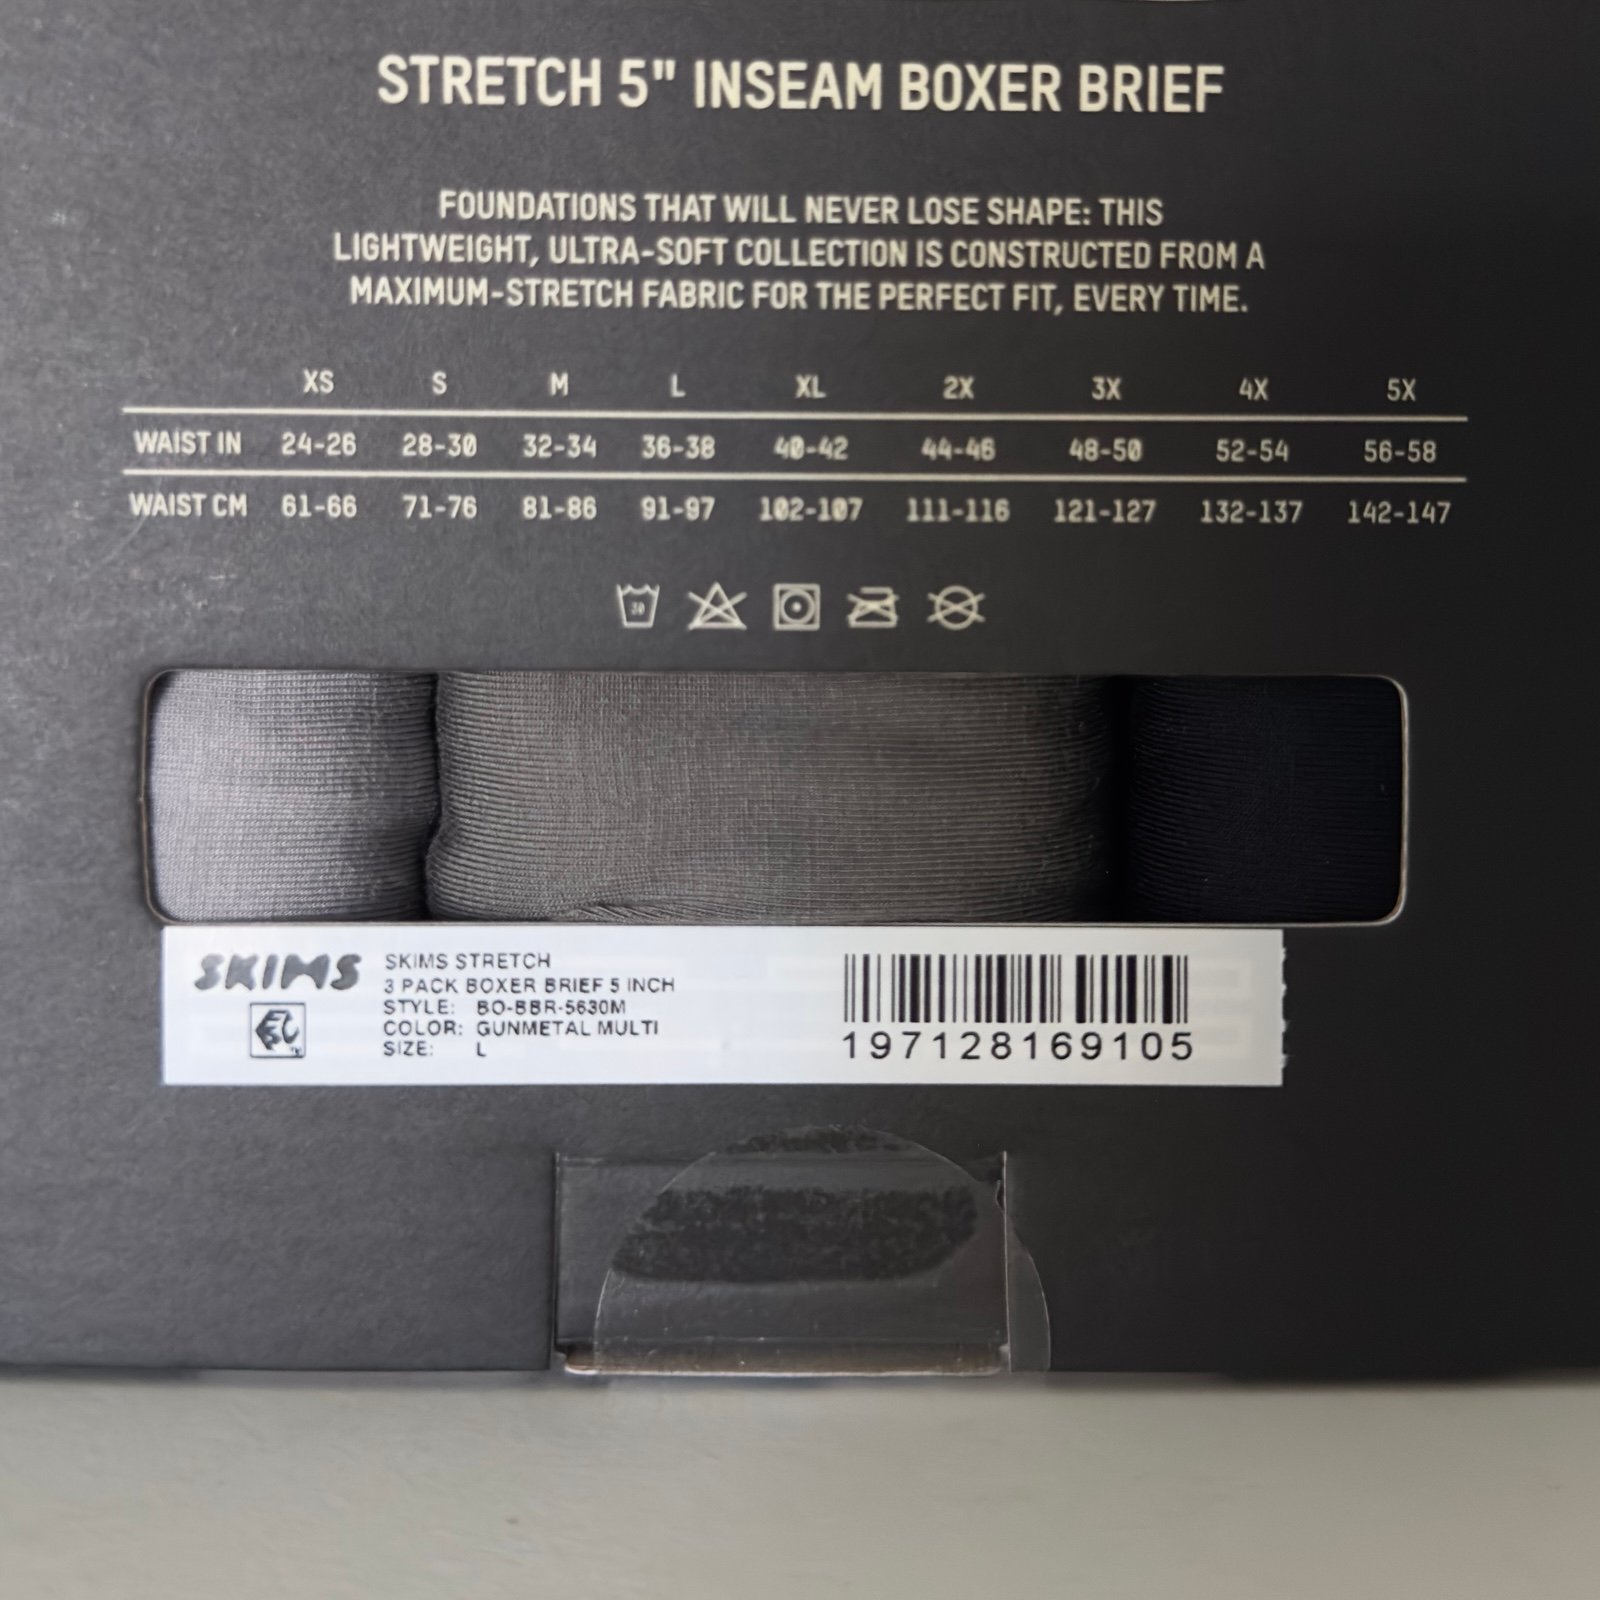 STRETCH 5" INSEAM BOXER BRIEF
FOUNDATIONS THAT WILL NEVER LOSE SHAPE: THIS
LIGHTWEIGHT, ULTRA-SOFT COLLECTION IS CONSTRUCTED FROM A
MAXIMUM-STRETCH FABRIC FOR THE PERFECT FIT, EVERY TIME.
XS S M L XL 2X 3X 4X 5X
WAIST IN 24-26 28-30 32-34 36-38 40-42 44-46 48-50 52-54 56-58
WAIST CM 61-66 71-76 81-86 91-97 102-107 111-116 121-127 132-137 142-147
30
SKIMS
SKIMS STRETCH
3 PACK BOXER BRIEF 5 INCH
STYLE: BO-BBR-5630M
COLOR: GUNMETAL MULTI
SIZE: L
197128169105